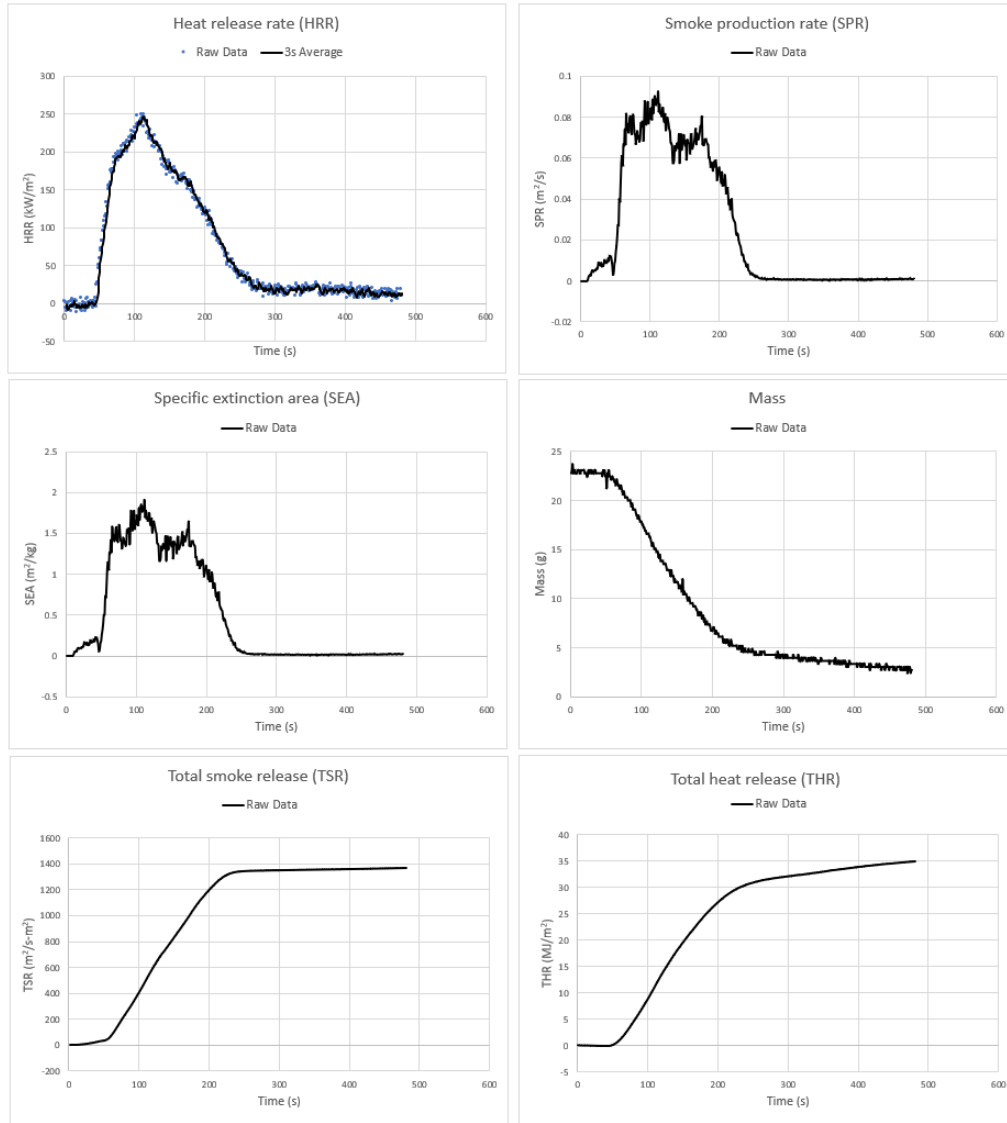 Heat release rate (HRR)
Raw Data 3s Average
300
250
200
150
100
50
0
-50
HRR (kW/m²)
0 100 200 300 400 500 600
Time (s)
Smoke production rate (SPR)
Raw Data
0.1
0.08
0.06
0.04
0.02
0
-0.02
SPR (m²/s)
0 100 200 300 400 500 600
Time (s)
Specific extinction area (SEA)
Raw Data
2.5
2
1.5
1
0.5
0
-0.5
SEA (m²/kg)
0 100 200 300 400 500 600
Time (s)
Mass
Raw Data
25
20
15
10
5
0
Mass (g)
0 100 200 300 400 500 600
Time (s)
Total smoke release (TSR)
Raw Data
1600
1400
1200
1000
800
600
400
200
0
-200
TSR (m²/s-m²)
0 100 200 300 400 500 600
Time (s)
Total heat release (THR)
Raw Data
40
35
30
25
20
15
10
5
0
-5
THR (MJ/m²)
0 100 200 300 400 500 600
Time (s)